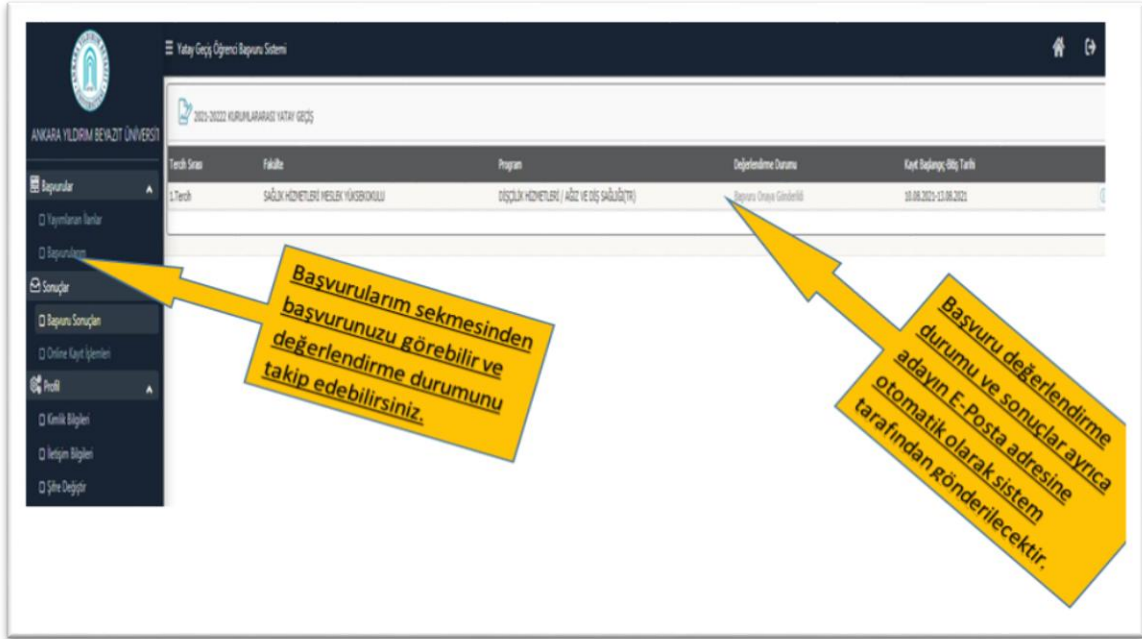 Yatay Geçiş Öğrenci Başvuru Sistemi
ANKARA YILDIRIM BEYAZIT ÜNİVERSİT
2021-20222 KURUMLARARASI YATAY GEÇİŞ
Tercih Sırası Fakülte Program Değerlendirme Durumu Kayıt Başlangıç-Bitiş Tarihi
1.Tercih SAĞLIK HİZMETLERİ MESLEK YÜKSEKOKULU DİŞÇİLİK HİZMETLERİ / AĞIZ VE DİŞ SAĞLIĞI(TR) Başvuru Onaya Gönderildi 10.08.2021-13.08.2021
Başvurular
Yayımlanan İlanlar
Başvurularım
Sonuçlar
Başvuru Sonuçları
Online Kayıt İşlemleri
Profil
Kimlik Bilgileri
İletişim Bilgileri
Şifre Değiştir
Başvurularım sekmesinden
başvurunuzu görebilir ve
değerlendirme durumunu
takip edebilirsiniz.
Başvuru değerlendirme
durumu ve sonuçlar ayrıca
adayın E-Posta adresine
otomatik olarak sistem
tarafından gönderilecektir.